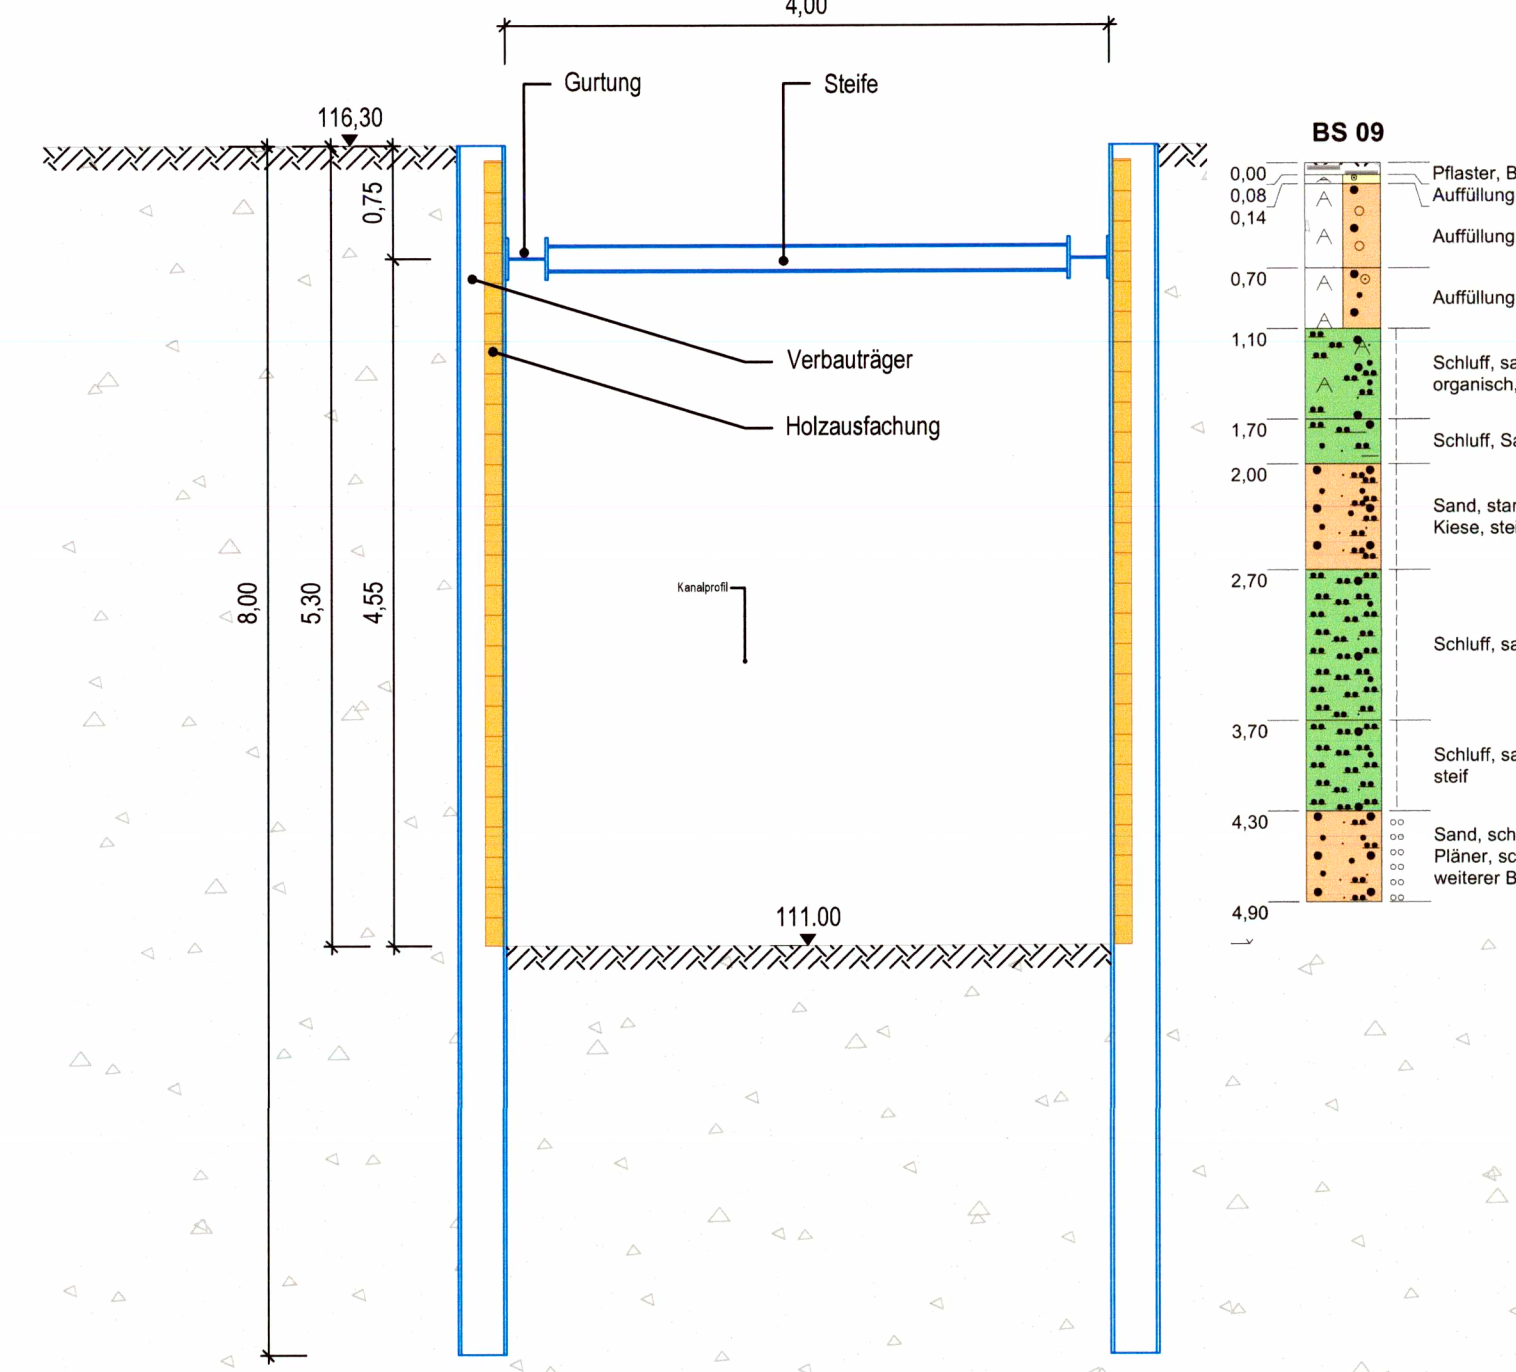 4,00
Gurtung
Steife
116,30
BS 09
0,75
0,00
Pflaster, B
0,08
Auffüllung
0,14
Auffüllung
0,70
Auffüllung
1,10
Verbauträger
Schluff, sa
organisch,
Holzausfachung
1,70
Schluff, Sa
2,00
Sand, star
Kiese, stei
2,70
Kanalprofil
8,00
5,30
4,55
Schluff, sa
3,70
Schluff, sa
steif
4,30
Sand, sch
Pläner, sc
weiterer B
4,90
111.00